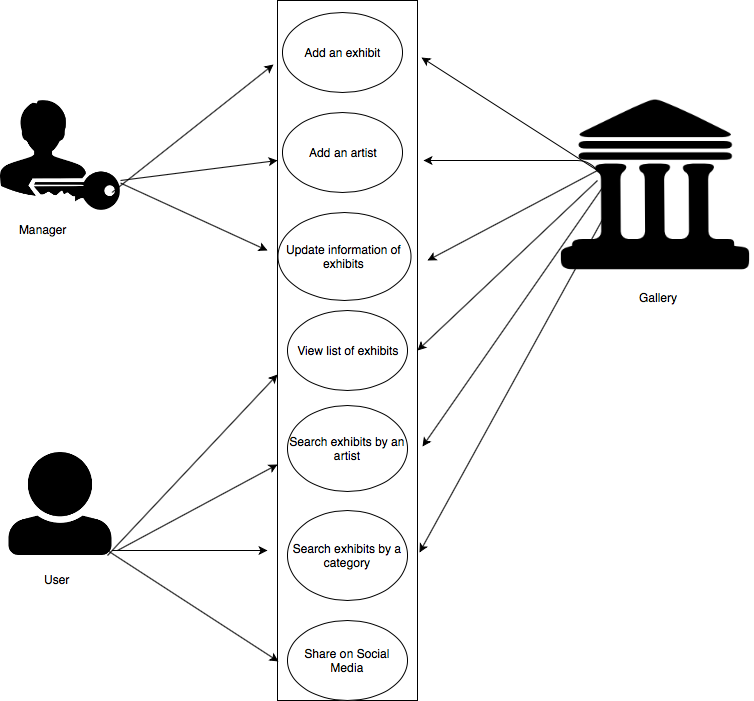 Add an exhibit
Add an artist
Manager
Update information of
exhibits
Gallery
View list of exhibits
Search exhibits by an
artist
Search exhibits by a
category
User
Share on Social
Media